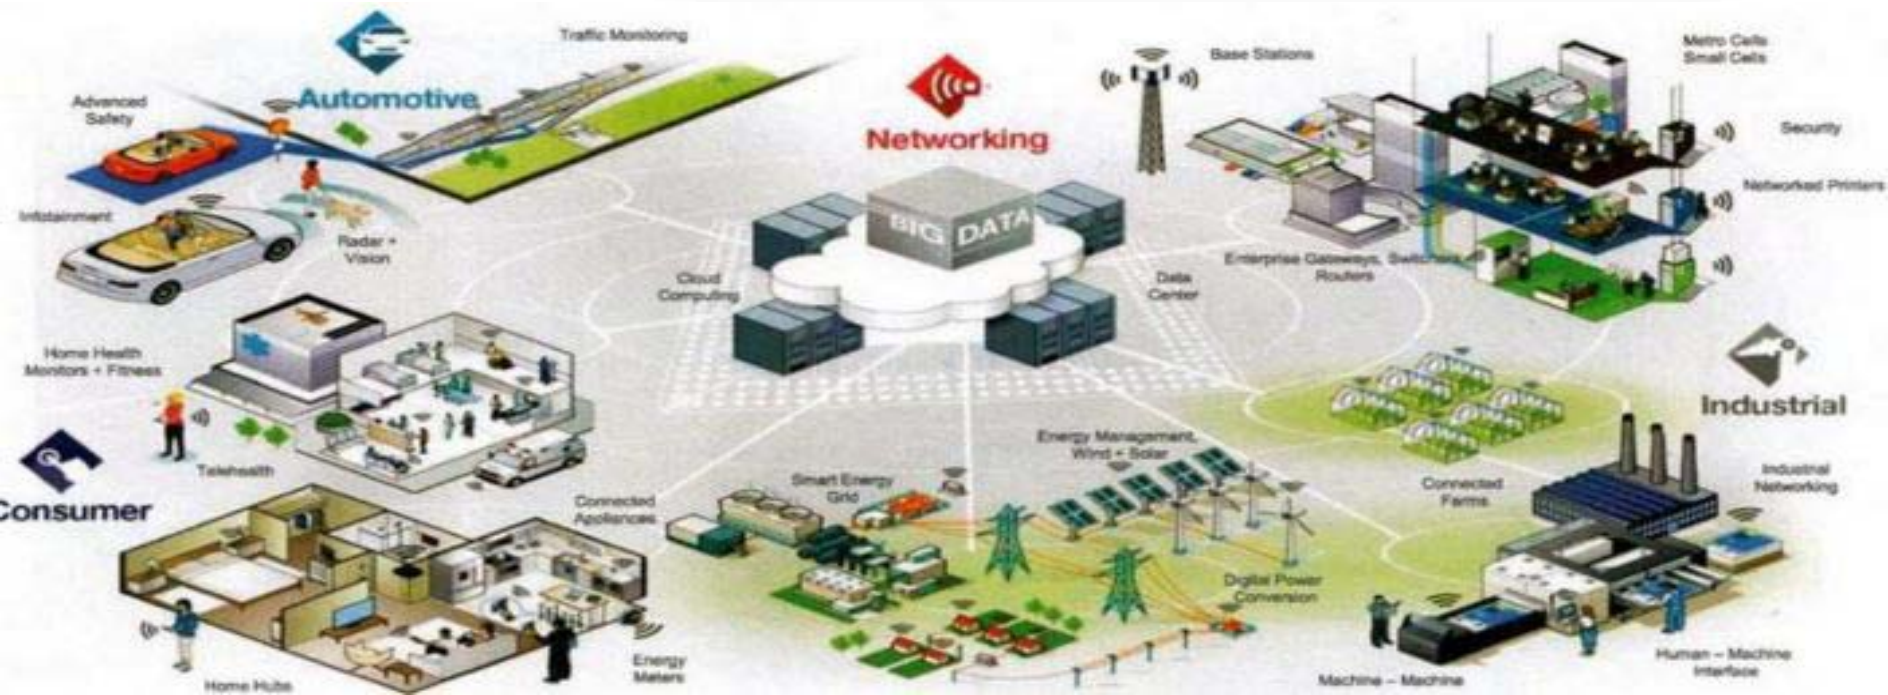 Traffic Monitoring
Automotive
Advanced
Safety
Infotainment
Radar +
Vision
Networking
BIG DATA
Cloud
Computing
Data
Center
Base Stations
Metro Cells
Small Cells
Security
Networked Printers
Enterprise Gateways, Switches
Routers
Home Health
Monitors + Fitness
Telehealth
Consumer
Connected
Appliances
Home Hubs
Energy
Meters
Smart Energy
Grid
Energy Management,
Wind + Solar
Digital Power
Conversion
Industrial
Connected
Farms
Industrial
Networking
Machine – Machine
Human – Machine
Interface